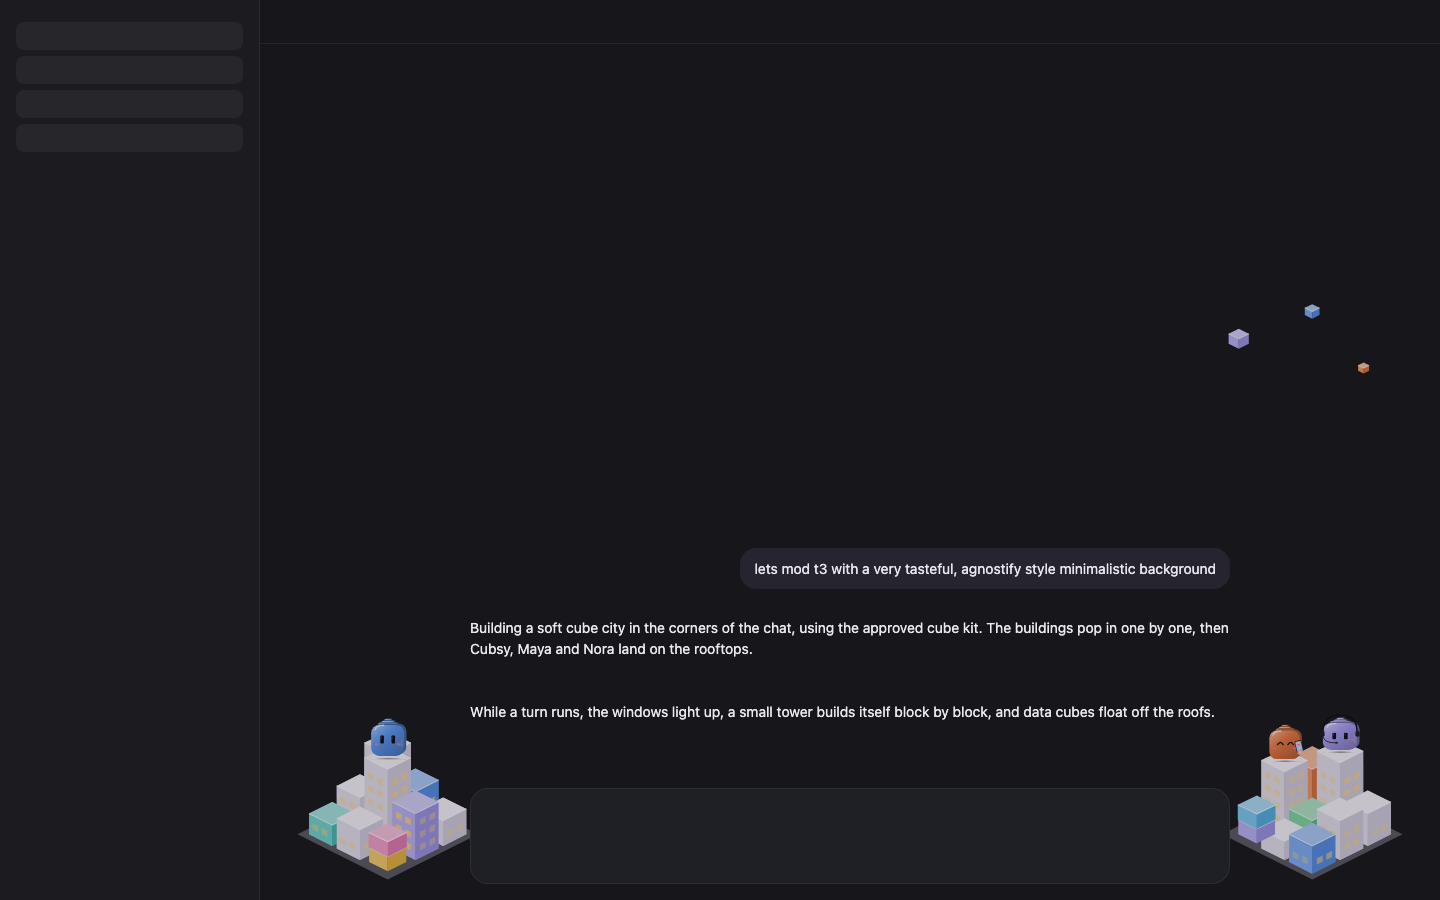 lets mod t3 with a very tasteful, agnostify style minimalistic background
Building a soft cube city in the corners of the chat, using the approved cube kit. The buildings pop in one by one, then
Cubsy, Maya and Nora land on the rooftops.
While a turn runs, the windows light up, a small tower builds itself block by block, and data cubes float off the roofs.